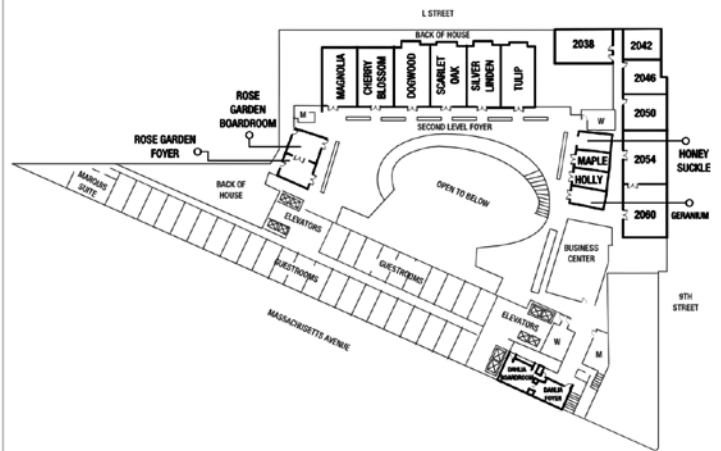 L STREET
BACK OF HOUSE
2038
2042
MAGNOLIA
CHERRY
BLOSSOM
DOGWOOD
SCARLET
OAK
SILVER
LINDEN
TULIP
2046
ROSE
GARDEN
BOARDROOM
2050
M
W
SECOND LEVEL FOYER
ROSE GARDEN
FOYER
MAPLE
HONEY
SUCKLE
2054
HOLLY
MARQUIS
SUITE
BACK OF
HOUSE
OPEN TO BELOW
2060
GERANIUM
ELEVATORS
BUSINESS
CENTER
GUESTROOMS
GUESTROOMS
9TH
STREET
MASSACHUSETTS AVENUE
ELEVATORS
W
M
DAHLIA
BOARDROOM
DAHLIA
FOYER